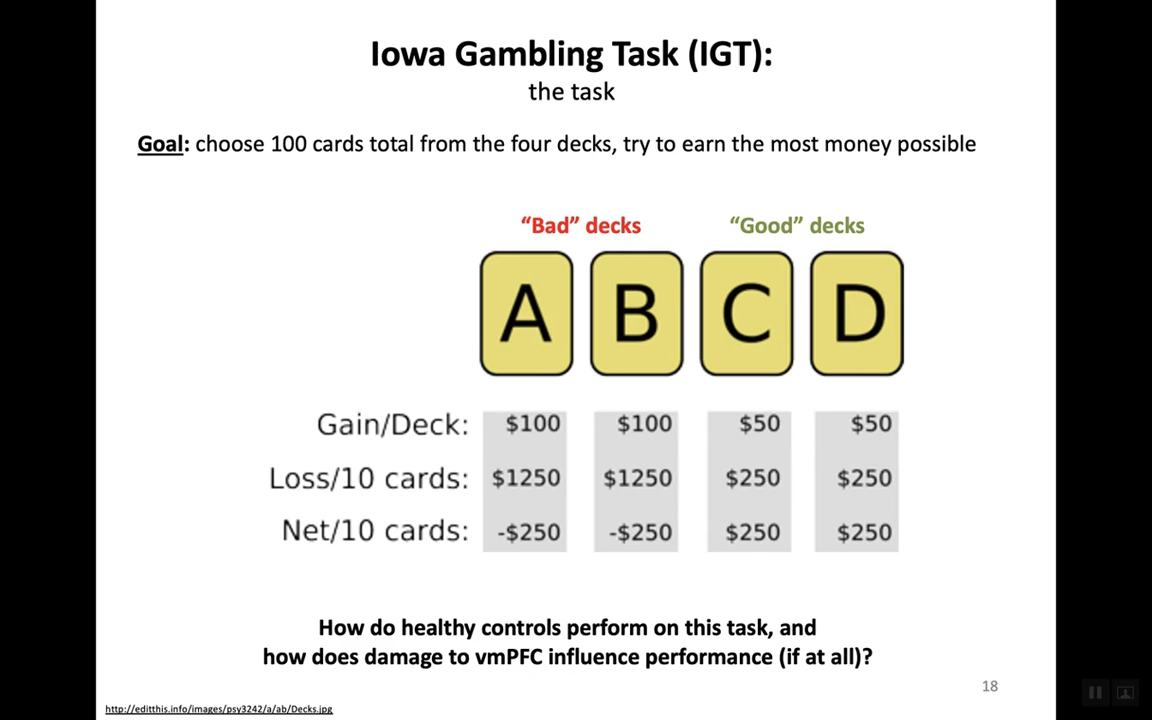 Iowa Gambling Task (IGT):
the task
Goal: choose 100 cards total from the four decks, try to earn the most money possible
“Bad” decks “Good” decks
A B C D
Gain/Deck: $100 $100 $50 $50
Loss/10 cards: $1250 $1250 $250 $250
Net/10 cards: -$250 -$250 $250 $250
How do healthy controls perform on this task, and
how does damage to vmPFC influence performance (if at all)?
18
http://editthis.info/images/psy3242/a/ab/Decks.jpg